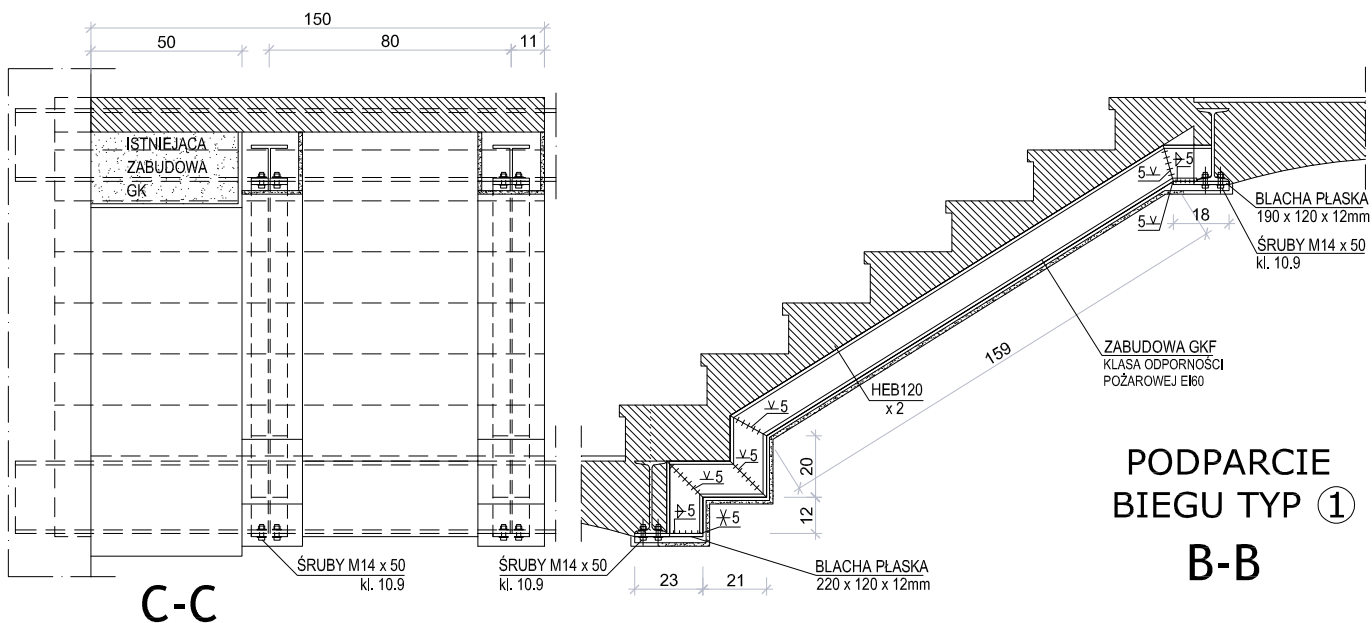 150
50
80
11
ISTNIEJĄCA
ZABUDOWA
GK
ŚRUBY M14 x 50
kl. 10.9
C-C
ŚRUBY M14 x 50
kl. 10.9
5
5
5
BLACHA PŁASKA
190 x 120 x 12mm
18
ŚRUBY M14 x 50
kl. 10.9
159
ZABUDOWA GKF
KLASA ODPORNOŚCI
POŻAROWEJ EI60
HEB120
x 2
5
5
5
5
5
20
12
BLACHA PŁASKA
220 x 120 x 12mm
23
21
PODPARCIE
BIEGU TYP 1
B-B